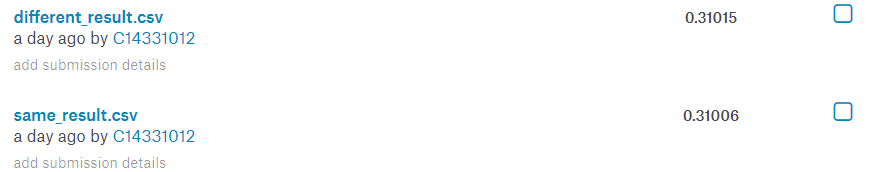 different_result.csv 0.31015
a day ago by C14331012
add submission details
same_result.csv 0.31006
a day ago by C14331012
add submission details